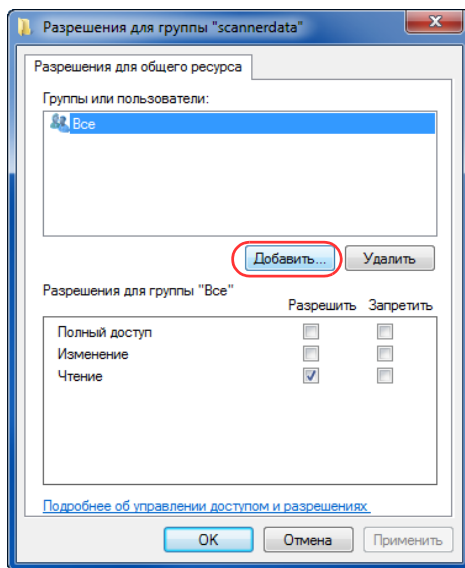 Разрешения для группы "scannerdata"
Разрешения для общего ресурса
Группы или пользователи:
Все
Добавить... Удалить
Разрешения для группы "Все"
Разрешить Запретить
Полный доступ
Изменение
Чтение
Подробнее об управлении доступом и разрешениях
OK Отмена Применить